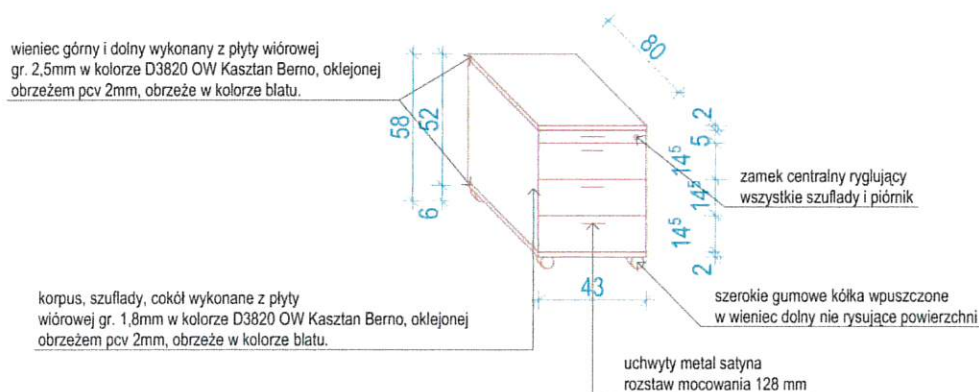 wieniec górny i dolny wykonany z płyty wiórowej
gr. 2,5mm w kolorze D3820 OW Kasztan Berno, oklejonej
obrzeżem pcv 2mm, obrzeże w kolorze blatu.
80
58
52
6
2
5
14⁵
14⁵
14⁵
2
43
zamek centralny ryglujący
wszystkie szuflady i piórnik
korpus, szuflady, cokół wykonane z płyty
wiórowej gr. 1,8mm w kolorze D3820 OW Kasztan Berno, oklejonej
obrzeżem pcv 2mm, obrzeże w kolorze blatu.
szerokie gumowe kółka wpuszczone
w wieniec dolny nie rysujące powierzchni
uchwyty metal satyna
rozstaw mocowania 128 mm